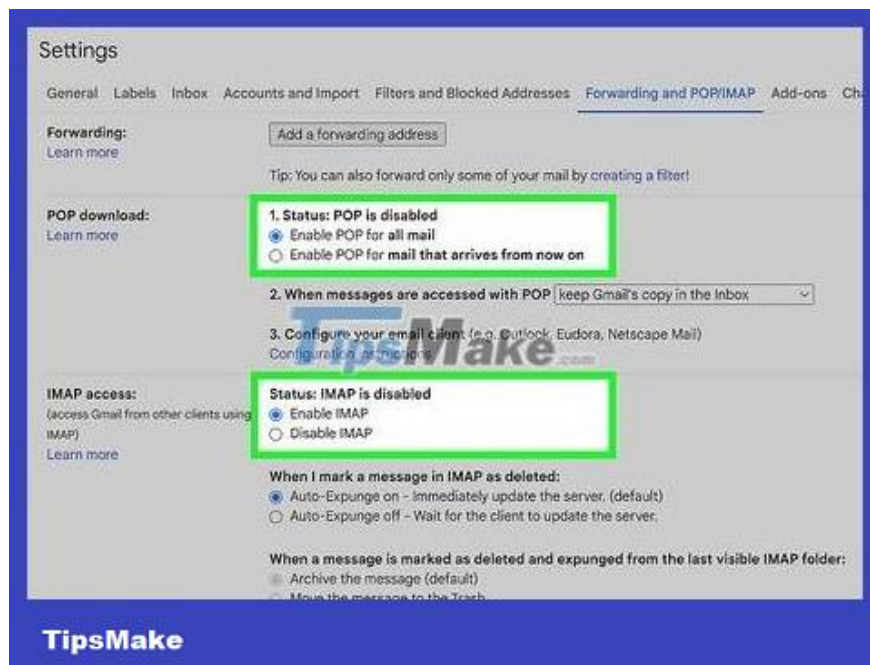 Settings
General Labels Inbox Accounts and Import Filters and Blocked Addresses Forwarding and POP/IMAP Add-ons
Forwarding:
Learn more
Add a forwarding address
Tip: You can also forward only some of your mail by creating a filter!
POP download:
Learn more
1. Status: POP is disabled
Enable POP for all mail
Enable POP for mail that arrives from now on
2. When messages are accessed with POP keep Gmail's copy in the Inbox
3. Configure your email client (e.g. Outlook, Eudora, Netscape Mail)
Configuration instructions
TipsMake.com
IMAP access:
(access Gmail from other clients using
IMAP)
Learn more
Status: IMAP is disabled
Enable IMAP
Disable IMAP
When I mark a message in IMAP as deleted:
Auto-Expunge on - Immediately update the server. (default)
Auto-Expunge off - Wait for the client to update the server.
When a message is marked as deleted and expunged from the last visible IMAP folder:
Archive the message (default)
Move the message to the Trash
TipsMake